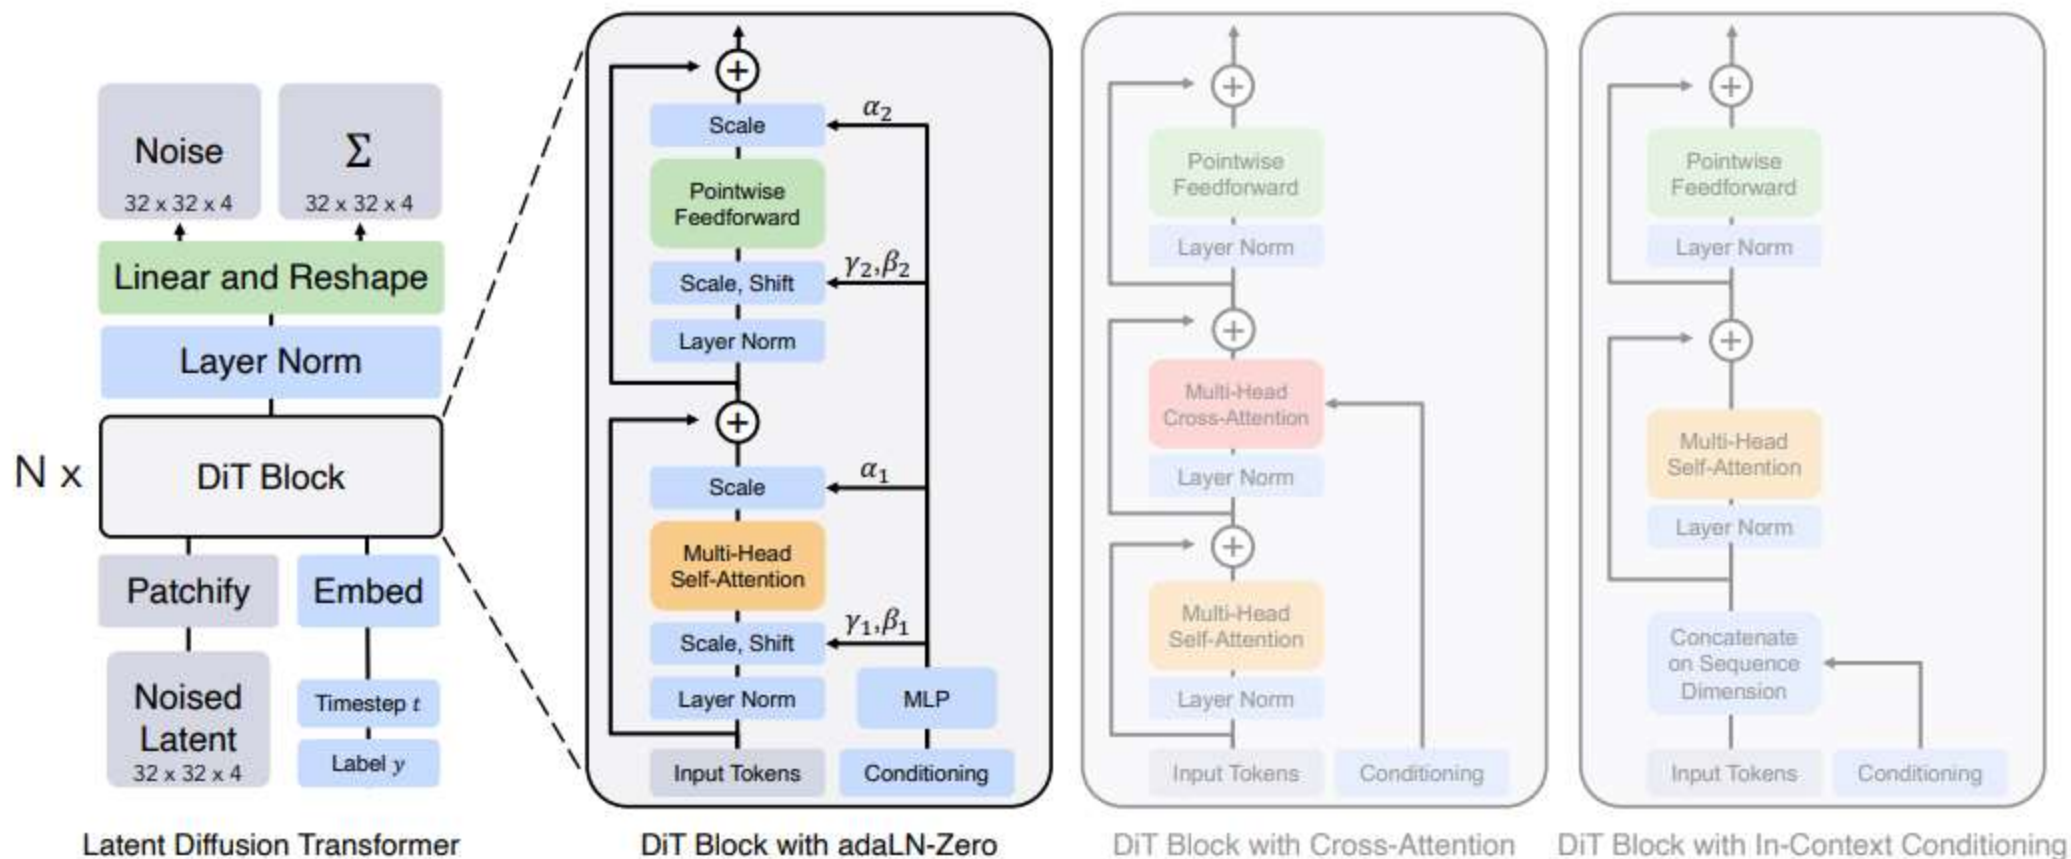 Noise
32 x 32 x 4
Σ
32 x 32 x 4
Linear and Reshape
Layer Norm
N x
DiT Block
Patchify
Embed
Noised
Latent
32 x 32 x 4
Timestep t
Label y
Latent Diffusion Transformer
+
Scale
α₂
Pointwise
Feedforward
γ₂,β₂
Scale, Shift
Layer Norm
+
Scale
α₁
Multi-Head
Self-Attention
γ₁,β₁
Scale, Shift
Layer Norm
MLP
Input Tokens
Conditioning
DiT Block with adaLN-Zero
+
Pointwise
Feedforward
Layer Norm
+
Multi-Head
Cross-Attention
Layer Norm
+
Multi-Head
Self-Attention
Layer Norm
Input Tokens
Conditioning
DiT Block with Cross-Attention
+
Pointwise
Feedforward
Layer Norm
+
Multi-Head
Self-Attention
Layer Norm
Concatenate
on Sequence
Dimension
Input Tokens
Conditioning
DiT Block with In-Context Conditioning